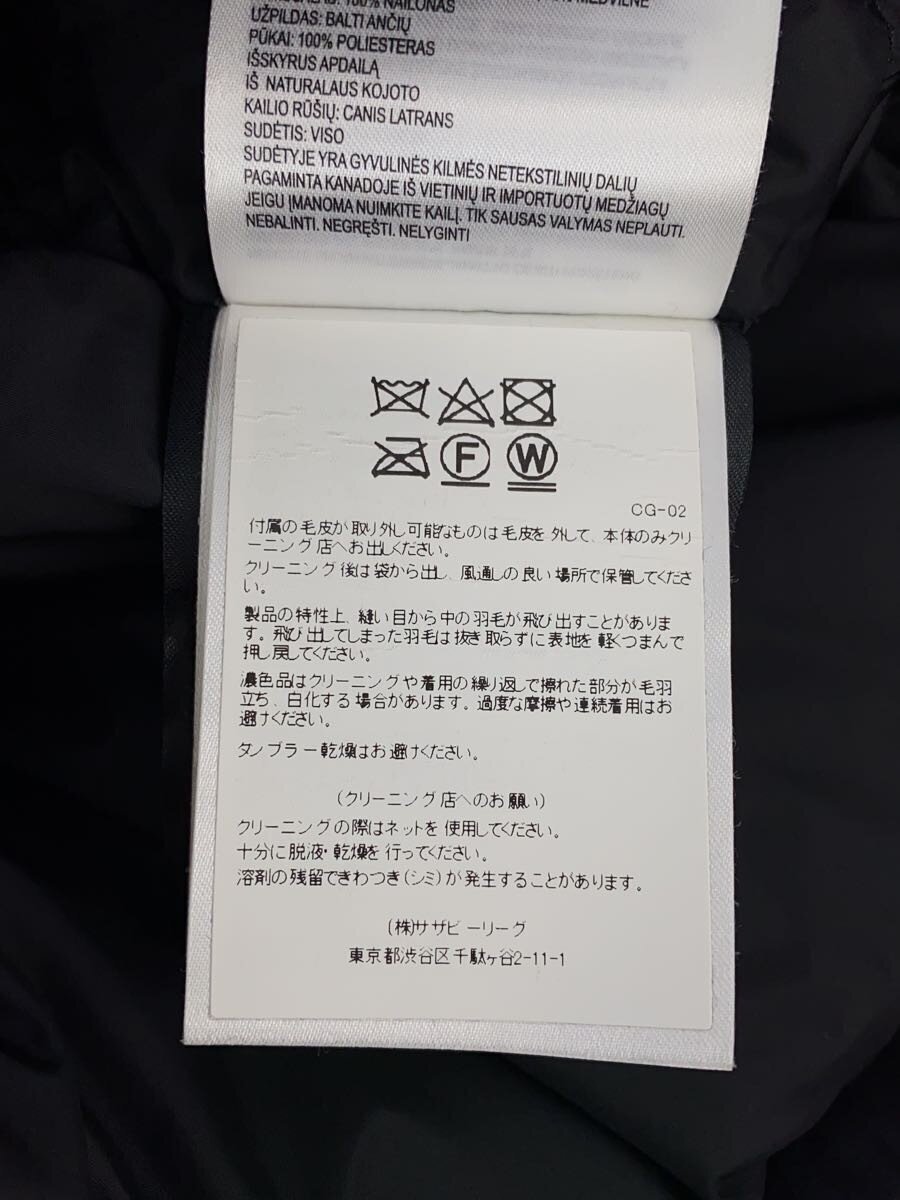 100% NAILONAS
UŽPILDAS: BALTI ANČIŲ
PŪKAI: 100% POLIESTERAS
IŠSKYRUS APDAILĄ
IŠ NATURALAUS KOJOTO
KAILIO RŪŠIŲ: CANIS LATRANS
SUDĖTIS: VISO
SUDĖTYJE YRA GYVULINĖS KILMĖS NETEKSTILINIŲ DALIŲ
PAGAMINTA KANADOJE IŠ VIETINIŲ IR IMPORTUOTŲ MEDŽIAGŲ
JEIGU ĮMANOMA NUIMKITE KAILĮ. TIK SAUSAS VALYMAS NEPLAUTI.
NEBALINTI. NEGRĘŠTI. NELYGINTI
F W
CG-02
付属の毛皮が取り外し可能なものは毛皮を外して、本体のみクリ
ーニング店へお出しください。
クリーニング後は袋から出し、風通しの良い場所で保管してくださ
い。
製品の特性上、縫い目から中の羽毛が飛び出すことがありま
す。飛び出してしまった羽毛は抜き取らずに表地を軽くつまんで
押し戻してください。
濃色品はクリーニングや着用の繰り返しで擦れた部分が毛羽
立ち、白化する場合があります。過度な摩擦や連続着用はお
避けください。
タンブラー乾燥はお避けください。
(クリーニング店へのお願い)
クリーニングの際はネットを使用してください。
十分に脱液・乾燥を行ってください。
溶剤の残留できわつき(シミ)が発生することがあります。
(株)サザビーリーグ
東京都渋谷区千駄ヶ谷2-11-1